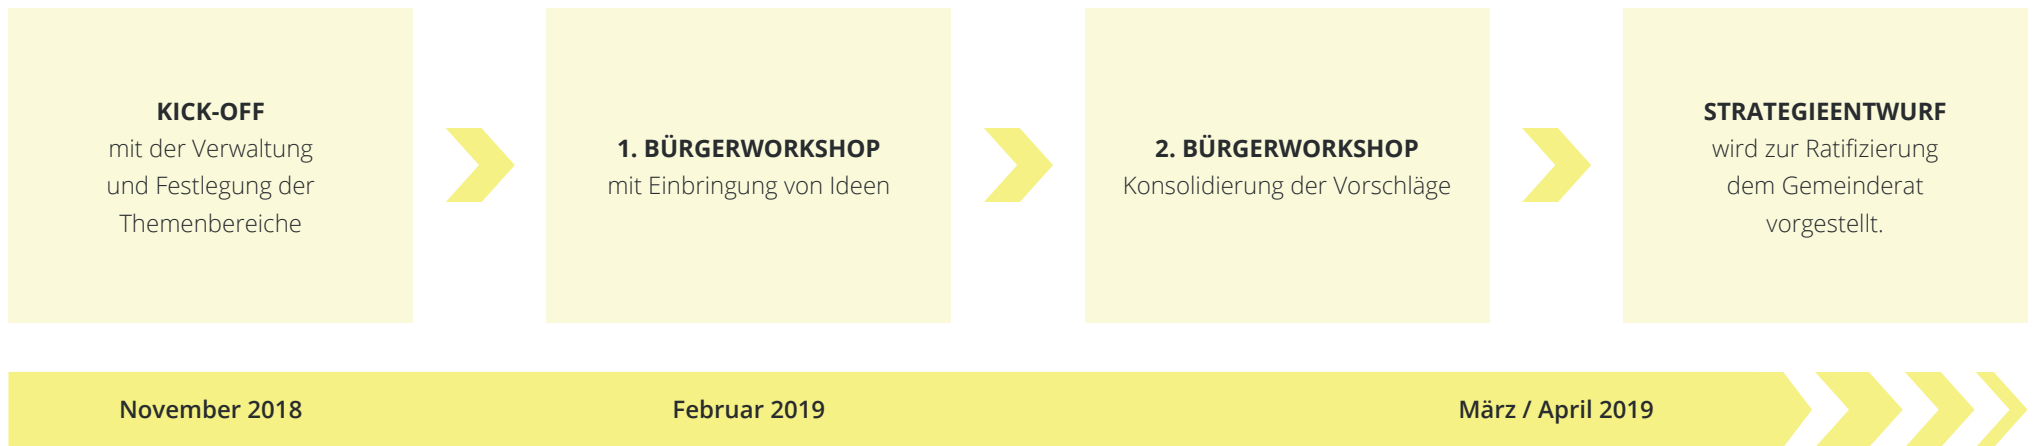 KICK-OFF
mit der Verwaltung
und Festlegung der
Themenbereiche
1. BÜRGERWORKSHOP
mit Einbringung von Ideen
2. BÜRGERWORKSHOP
Konsolidierung der Vorschläge
STRATEGIEENTWURF
wird zur Ratifizierung
dem Gemeinderat
vorgestellt.
November 2018
Februar 2019
März / April 2019